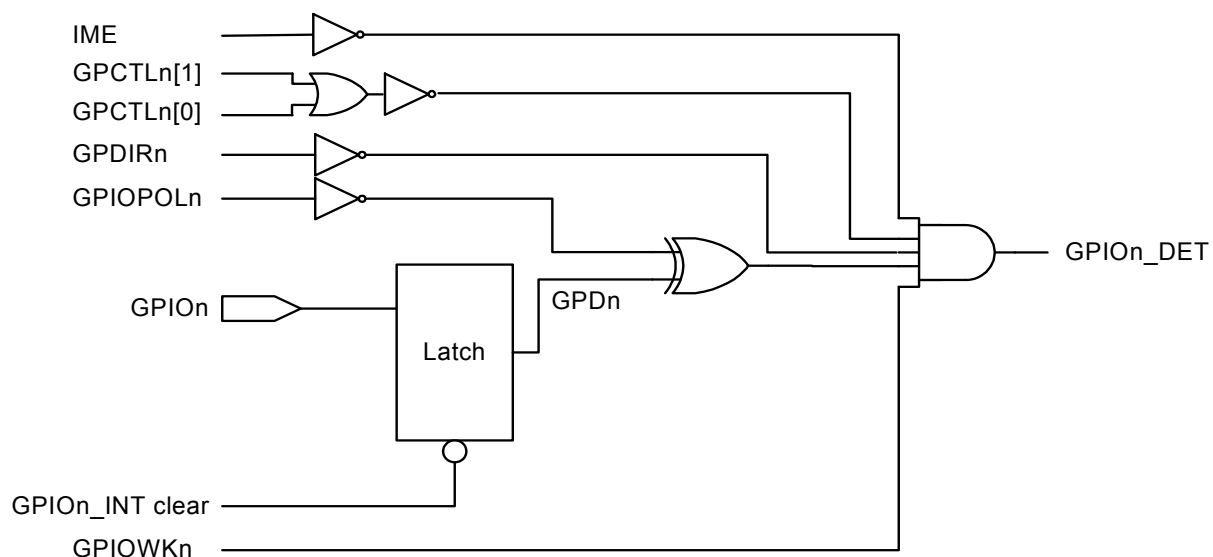 IME
GPCTLn[1]
GPCTLn[0]
GPDIRn
GPIOPOLn
GPIOn_DET
GPIOn
GPDn
Latch
GPIOn_INT clear
GPIOWKn